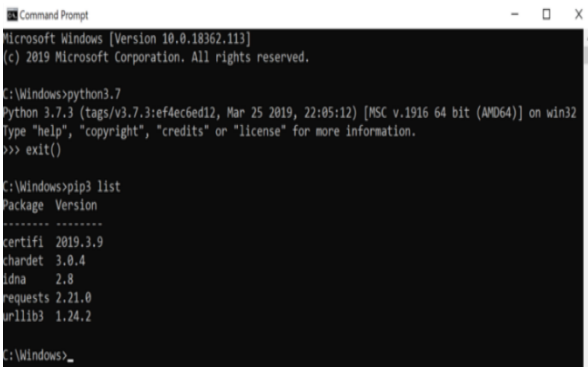 Command Prompt
Microsoft Windows [Version 10.0.18362.113]
(c) 2019 Microsoft Corporation. All rights reserved.
C:\Windows>python3.7
Python 3.7.3 (tags/v3.7.3:ef4ec6ed12, Mar 25 2019, 22:05:12) [MSC v.1916 64 bit (AMD64)] on win32
Type "help", "copyright", "credits" or "license" for more information.
>>> exit()
C:\Windows>pip3 list
Package Version
-------- --------
certifi 2019.3.9
chardet 3.0.4
idna 2.8
requests 2.21.0
urllib3 1.24.2
C:\Windows>_